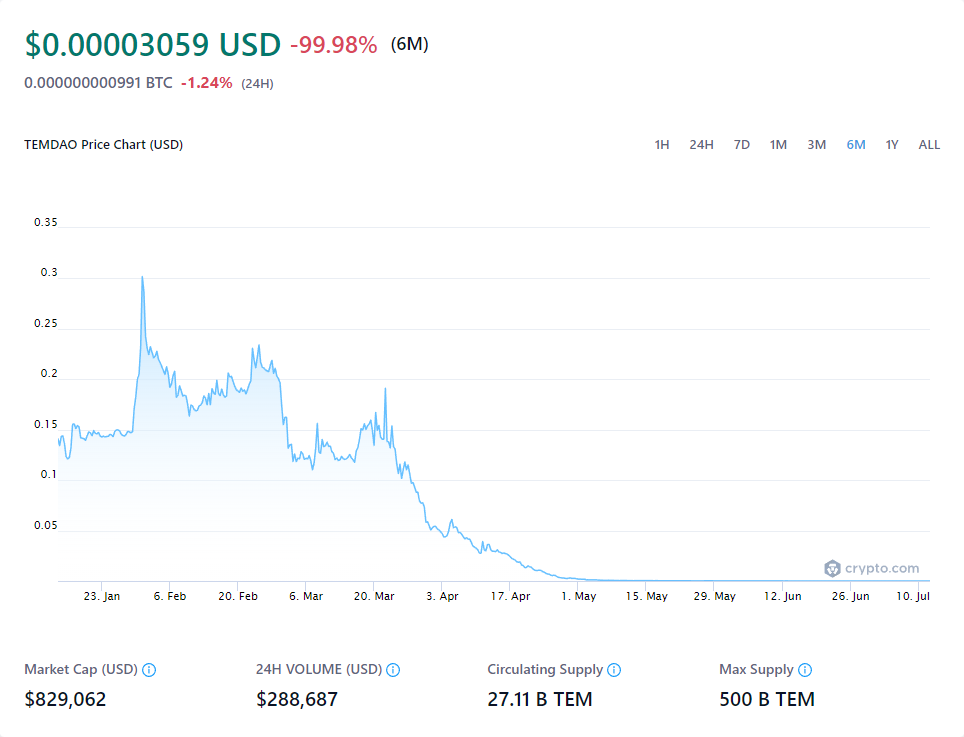 $0.00003059 USD -99.98% (6M)
0.000000000991 BTC -1.24% (24H)
TEMDAO Price Chart (USD) 1H 24H 7D 1M 3M 6M 1Y ALL
0.35
0.3
0.25
0.2
0.15
0.1
0.05
crypto.com
23. Jan 6. Feb 20. Feb 6. Mar 20. Mar 3. Apr 17. Apr 1. May 15. May 29. May 12. Jun 26. Jun 10. Jul
Market Cap (USD) 24H VOLUME (USD) Circulating Supply Max Supply
$829,062 $288,687 27.11 B TEM 500 B TEM